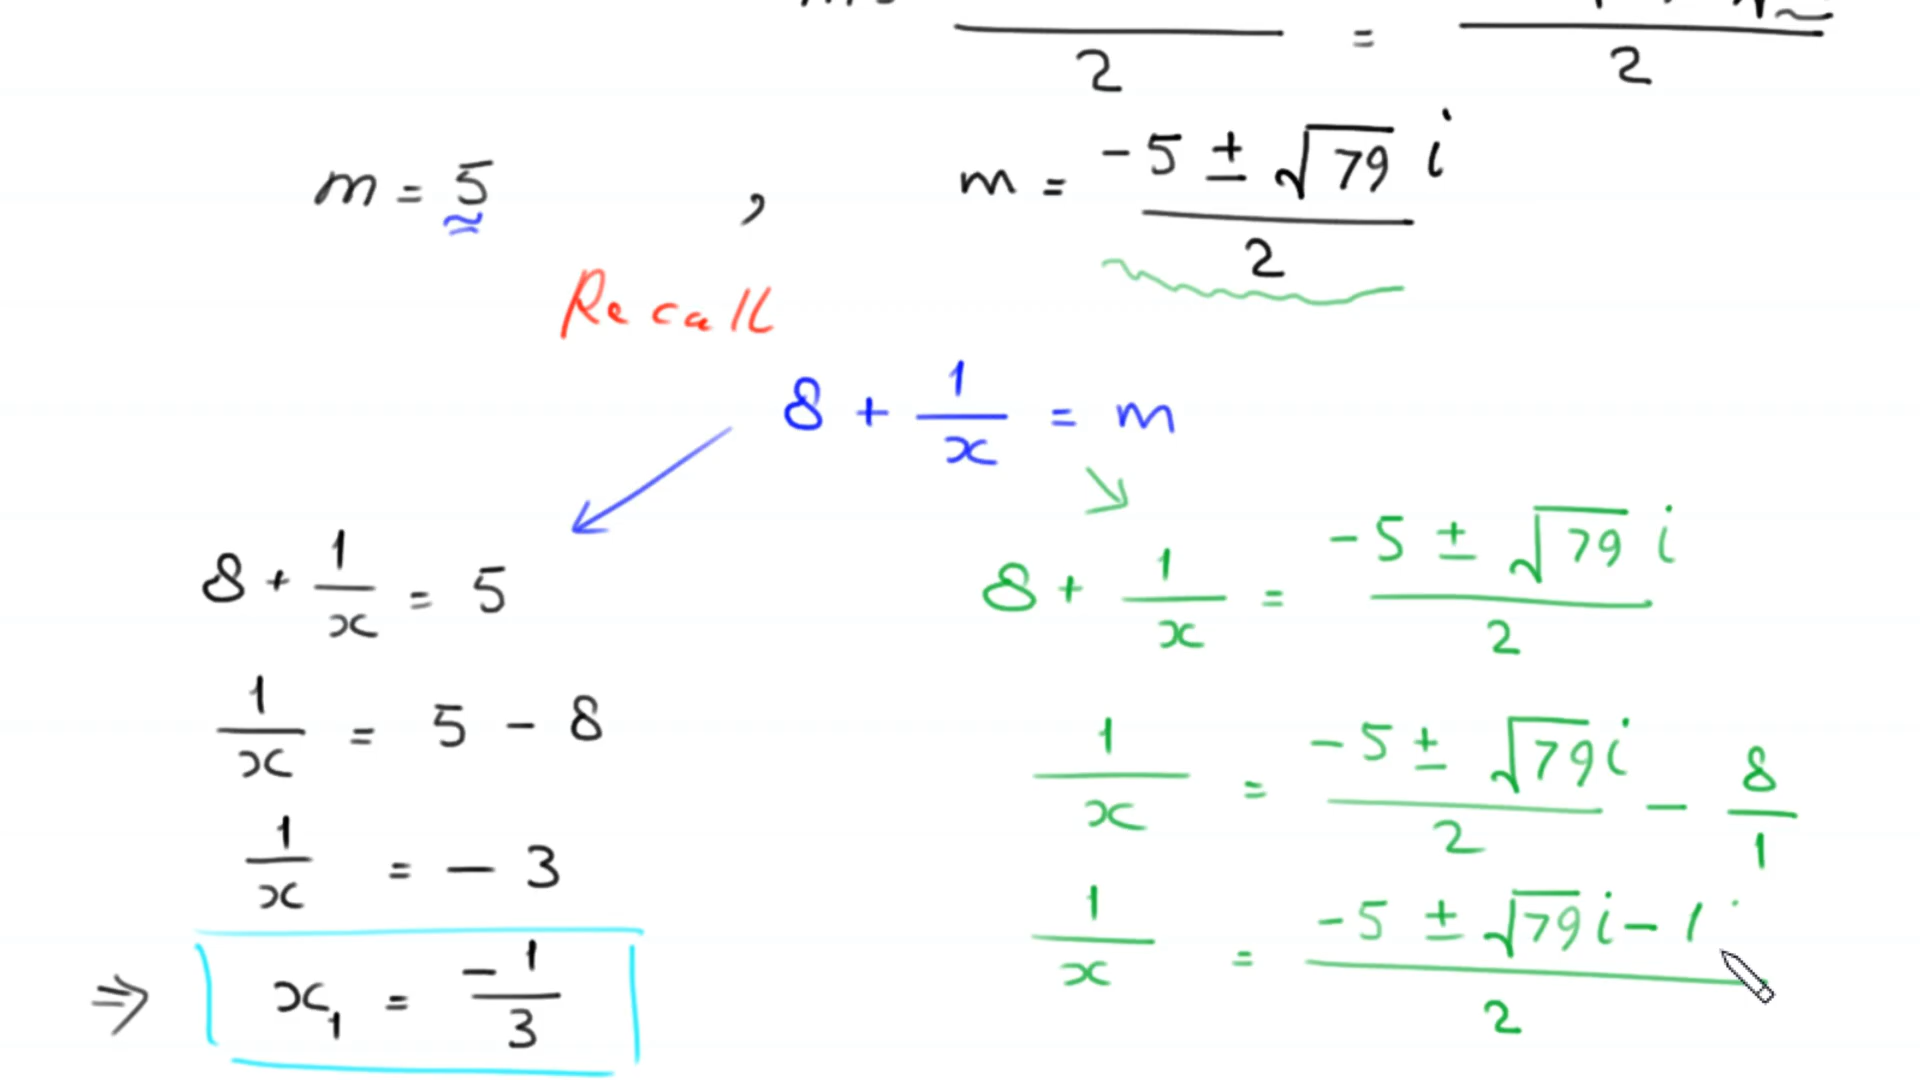 2 = 2
m = 5 , m = (-5 ± √79 i) / 2
Recall
8 + 1/x = m
8 + 1/x = 5
1/x = 5 - 8
1/x = - 3
⇒ x₁ = -1/3
8 + 1/x = (-5 ± √79 i) / 2
1/x = (-5 ± √79 i) / 2 - 8/1
1/x = (-5 ± √79 i - 1) / 2